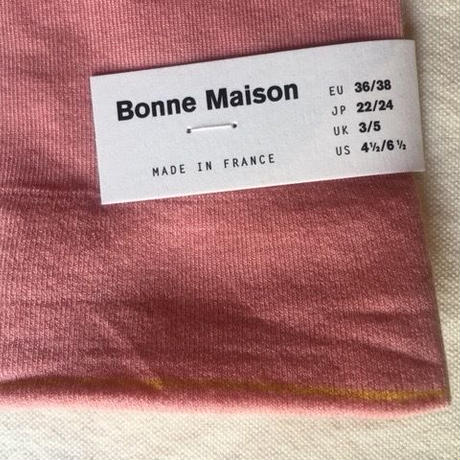 Bonne Maison
MADE IN FRANCE
EU 36/38
JP 22/24
UK 3/5
US 4½/6½